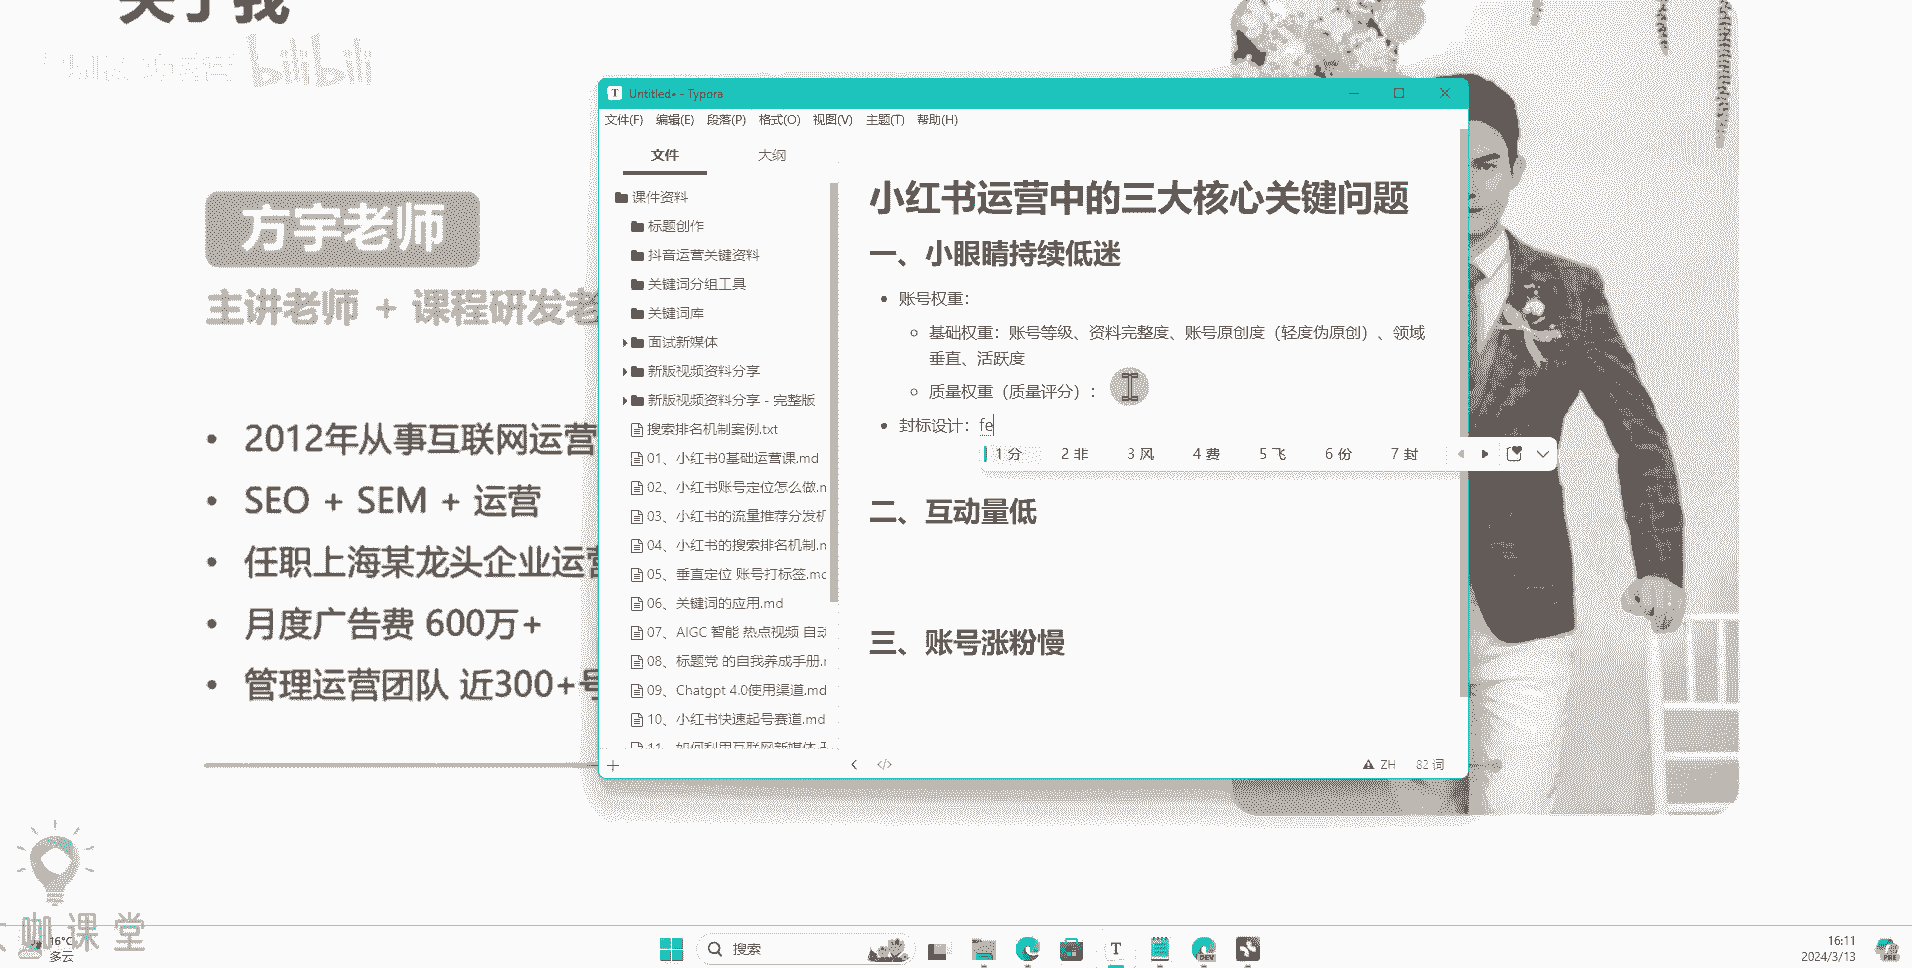 关于我
bilibili
方宇老师
主讲老师 + 课程研发老
• 2012年从事互联网运营
• SEO + SEM + 运营
• 任职上海某龙头企业运营
• 月度广告费 600万+
• 管理运营团队 近300+号
Untitled• - Typora
文件(F) 编辑(E) 段落(P) 格式(O) 视图(V) 主题(T) 帮助(H)
文件 大纲
课件资料
标题创作
抖音运营关键资料
关键词分组工具
关键词库
面试新媒体
新版视频资料分享
新版视频资料分享 - 完整版
搜索排名机制案例.txt
01、小红书0基础运营课.md
02、小红书账号定位怎么做.m
03、小红书的流量推荐分发机
04、小红书的搜索排名机制.m
05、垂直定位 账号打标签.md
06、关键词的应用.md
07、AIGC 智能 热点视频 自动
08、标题党 的自我养成手册.m
09、Chatgpt 4.0使用渠道.md
10、小红书快速起号赛道.md
11、如何利用互联网新媒体
小红书运营中的三大核心关键问题
一、小眼睛持续低迷
• 账号权重：
基础权重：账号等级、资料完整度、账号原创度（轻度伪原创）、领域
垂直、活跃度
质量权重（质量评分）：
• 封标设计：fe
1 分 2 非 3 风 4 费 5 飞 6 份 7 封
二、互动量低
三、账号涨粉慢
ZH 82 词
咖课堂
16°C
多云
搜索
16:11
2024/3/13